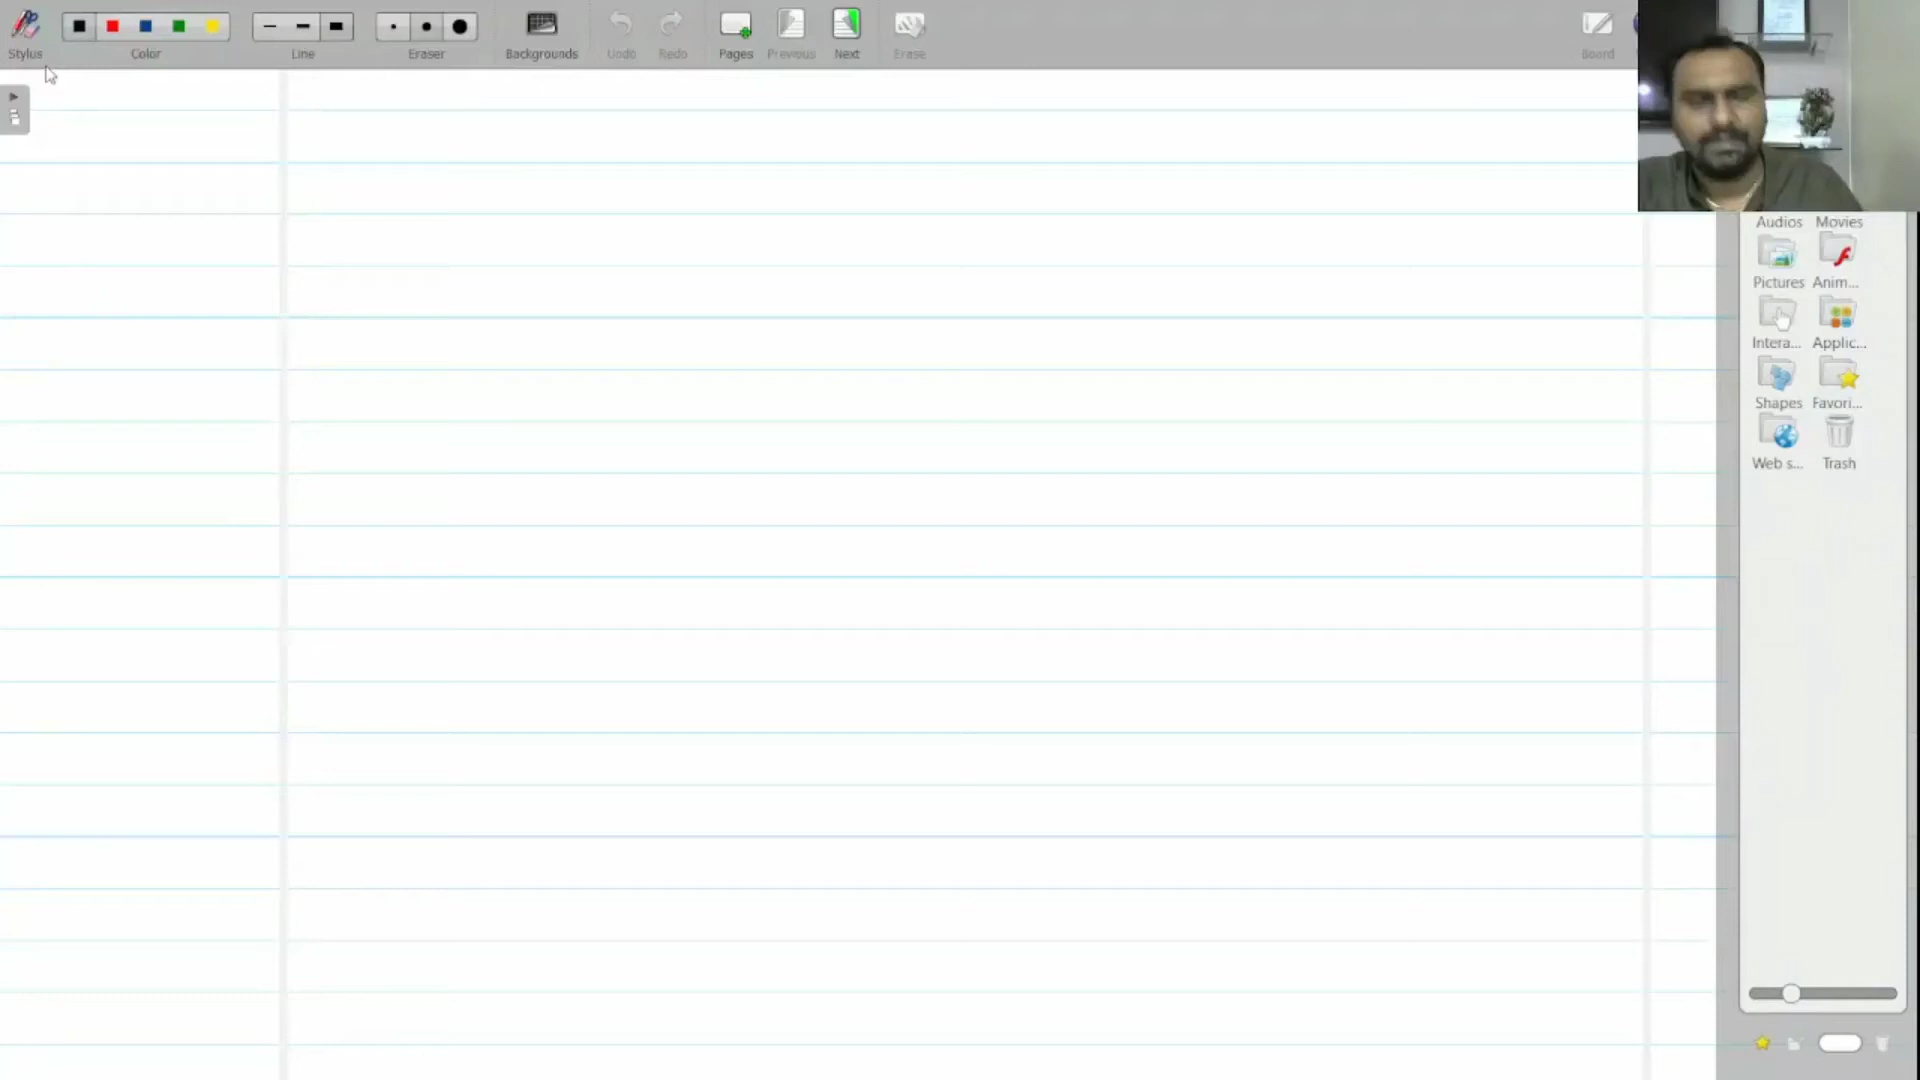 Stylus Color Line Eraser Backgrounds Undo Redo Pages Previous Next Erase Board
Audios Movies
Pictures Anim...
Intera... Applic...
Shapes Favori...
Web s... Trash